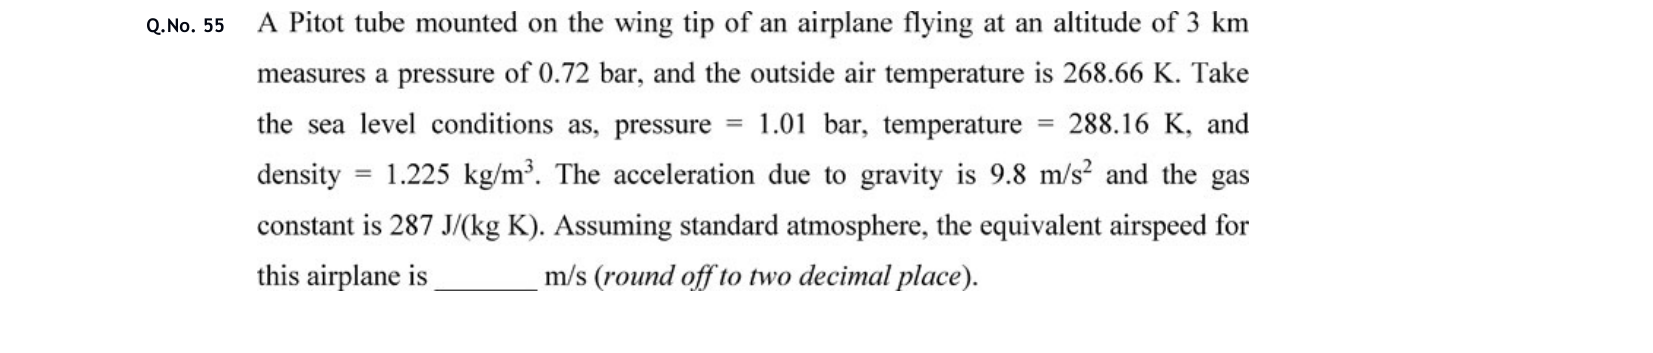 Q.No. 55 A Pitot tube mounted on the wing tip of an airplane flying at an altitude of 3 km
measures a pressure of 0.72 bar, and the outside air temperature is 268.66 K. Take
the sea level conditions as, pressure = 1.01 bar, temperature = 288.16 K, and
density = 1.225 kg/m³. The acceleration due to gravity is 9.8 m/s² and the gas
constant is 287 J/(kg K). Assuming standard atmosphere, the equivalent airspeed for
this airplane is ________ m/s (round off to two decimal place).